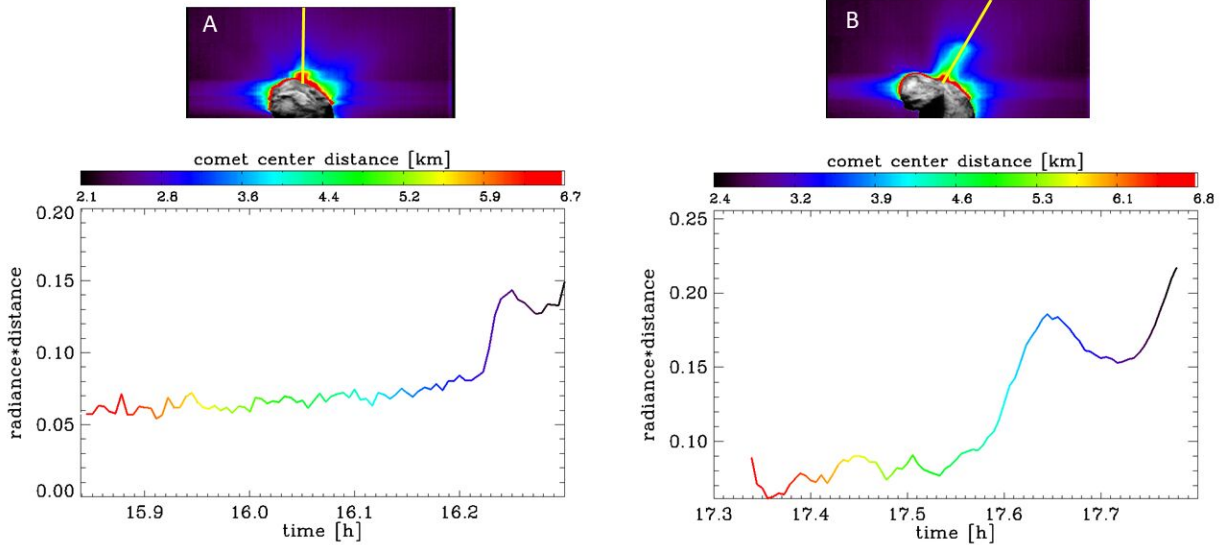 A
B
comet center distance [km]
2.1 2.8 3.6 4.4 5.2 5.9 6.7
0.20
0.15
0.10
0.05
0.00
radiance*distance
15.9 16.0 16.1 16.2
time [h]
comet center distance [km]
2.4 3.2 3.9 4.6 5.3 6.1 6.8
0.25
0.20
0.15
0.10
radiance*distance
17.3 17.4 17.5 17.6 17.7
time [h]